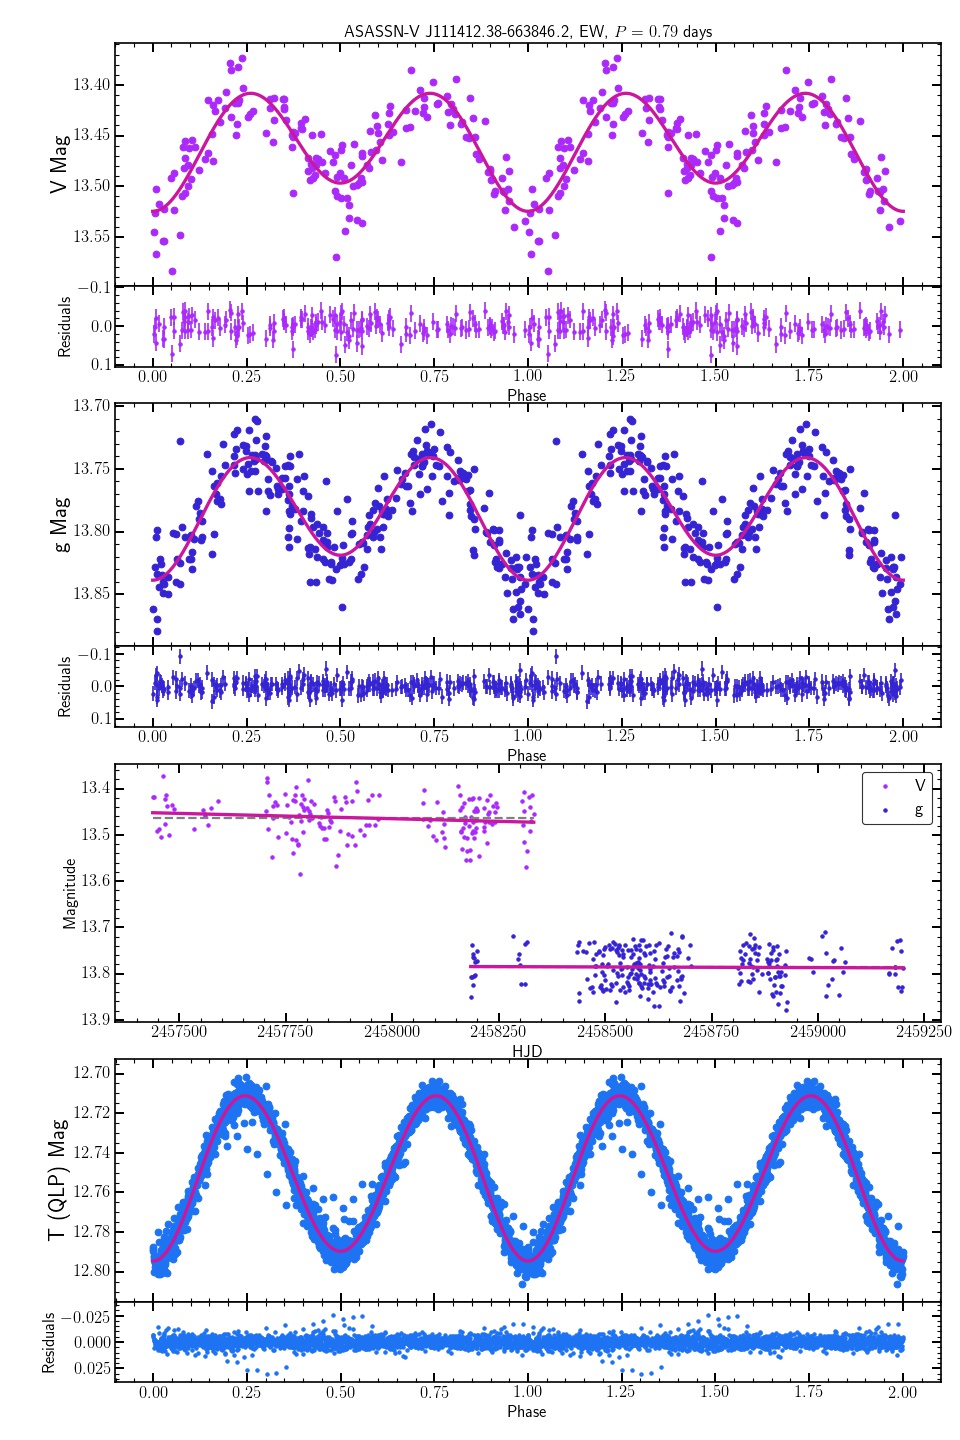 ASASSN-V J111412.38-663846.2, EW, P = 0.79 days
V Mag
13.40
13.45
13.50
13.55
Residuals
−0.1
0.0
0.1
0.00 0.25 0.50 0.75 1.00 1.25 1.50 1.75 2.00
Phase
g Mag
13.70
13.75
13.80
13.85
Residuals
−0.1
0.0
0.1
0.00 0.25 0.50 0.75 1.00 1.25 1.50 1.75 2.00
Phase
Magnitude
13.4
13.5
13.6
13.7
13.8
13.9
V
g
2457500 2457750 2458000 2458250 2458500 2458750 2459000 2459250
HJD
T (QLP) Mag
12.70
12.72
12.74
12.76
12.78
12.80
Residuals
−0.025
0.000
0.025
0.00 0.25 0.50 0.75 1.00 1.25 1.50 1.75 2.00
Phase